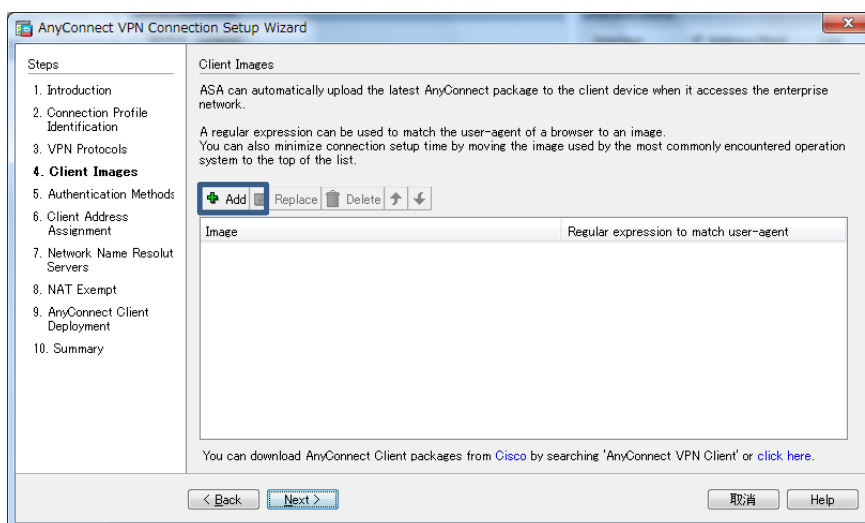 AnyConnect VPN Connection Setup Wizard
Steps
1. Introduction
2. Connection Profile
Identification
3. VPN Protocols
4. Client Images
5. Authentication Methods
6. Client Address
Assignment
7. Network Name Resolut
Servers
8. NAT Exempt
9. AnyConnect Client
Deployment
10. Summary
Client Images
ASA can automatically upload the latest AnyConnect package to the client device when it accesses the enterprise
network.
A regular expression can be used to match the user-agent of a browser to an image.
You can also minimize connection setup time by moving the image used by the most commonly encountered operation
system to the top of the list.
Add Replace Delete
Image Regular expression to match user-agent
You can download AnyConnect Client packages from Cisco by searching 'AnyConnect VPN Client' or click here.
< Back Next > 取消 Help